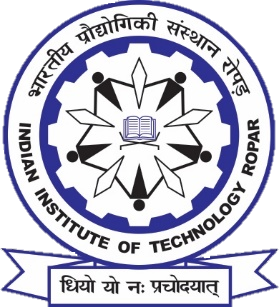 भारतीय प्रौद्योगिकी संस्थान रोपड़
INDIAN INSTITUTE OF TECHNOLOGY ROPAR
धियो यो नः प्रचोदयात्